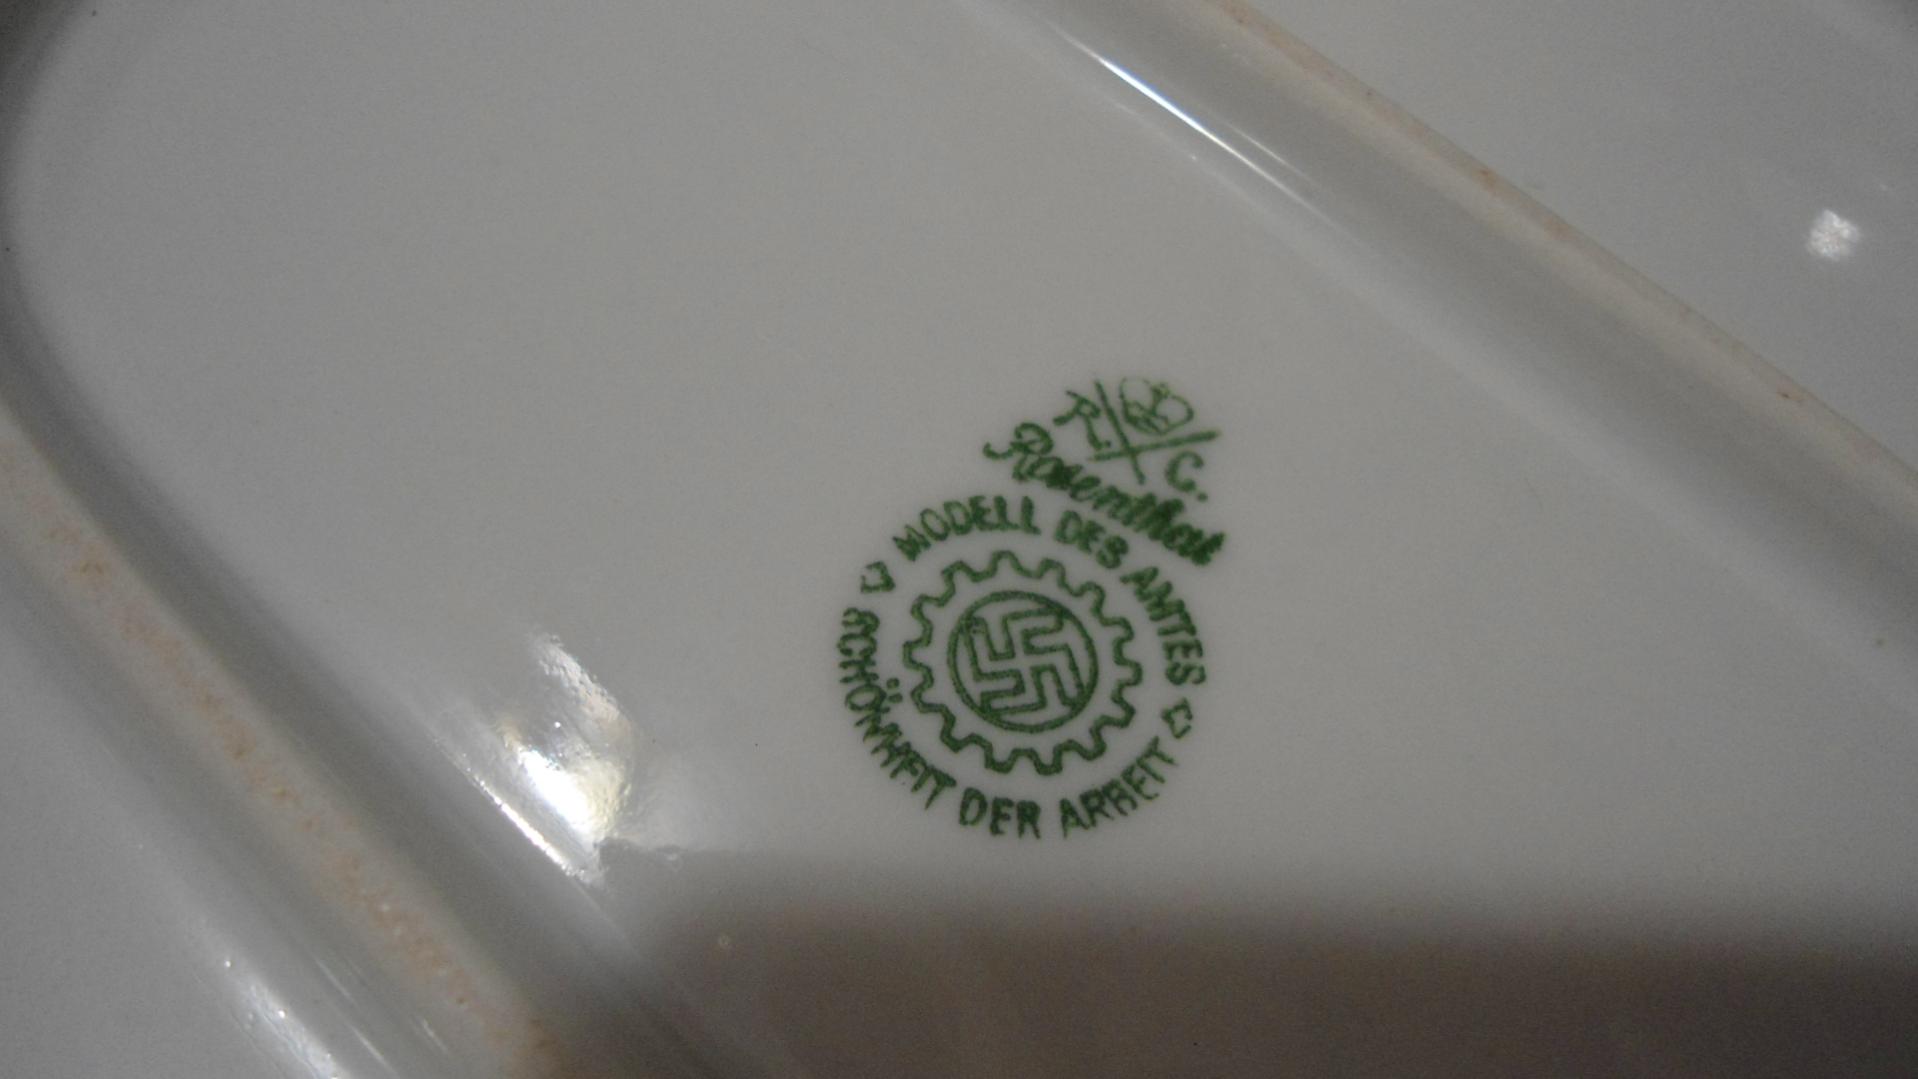 R. C.
Rosenthal
MODELL DES AMTES
SCHÖNHEIT DER ARBEIT